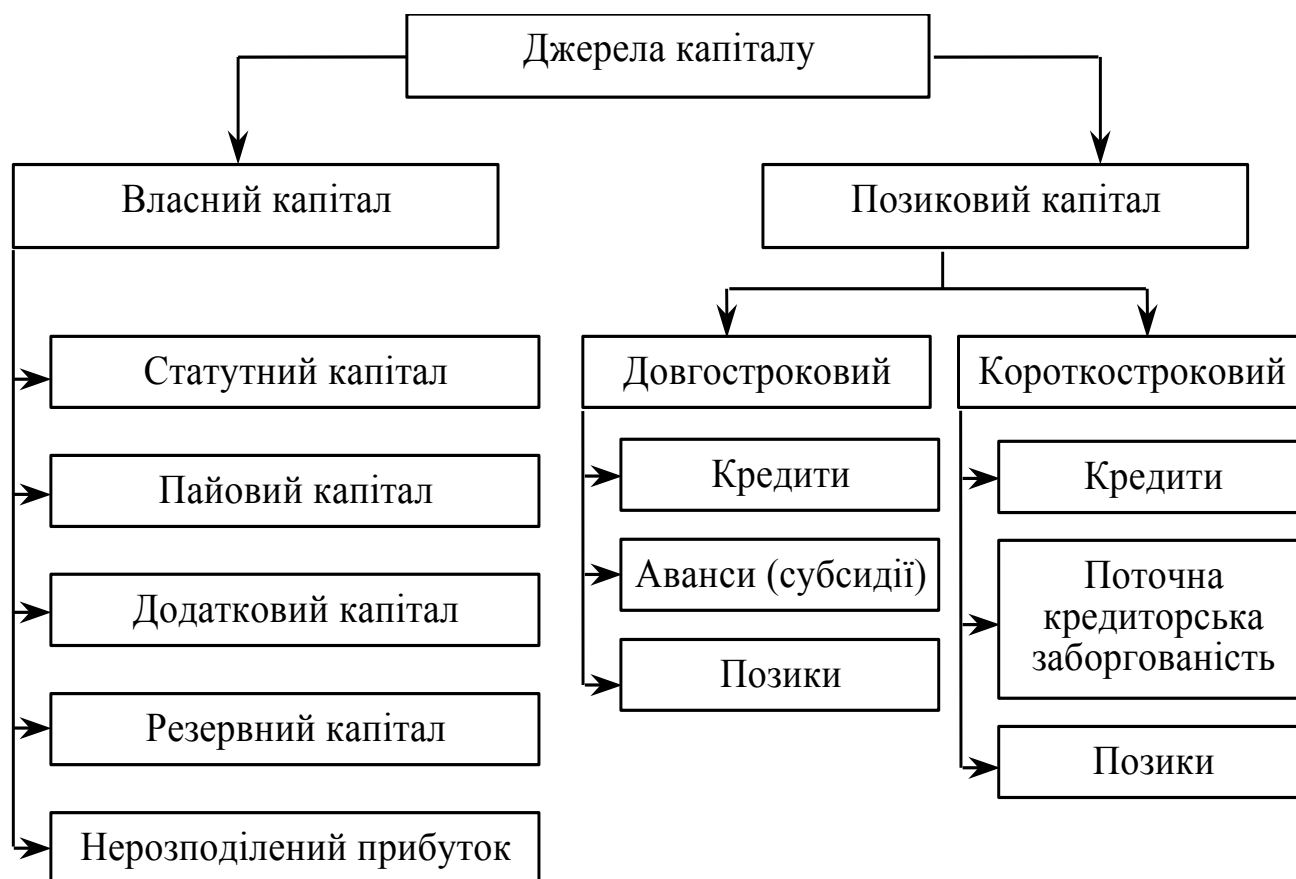 Джерела капіталу
Власний капітал
Позиковий капітал
Статутний капітал
Пайовий капітал
Додатковий капітал
Резервний капітал
Нерозподілений прибуток
Довгостроковий
Кредити
Аванси (субсидії)
Позики
Короткостроковий
Кредити
Поточна
кредиторська
заборгованість
Позики